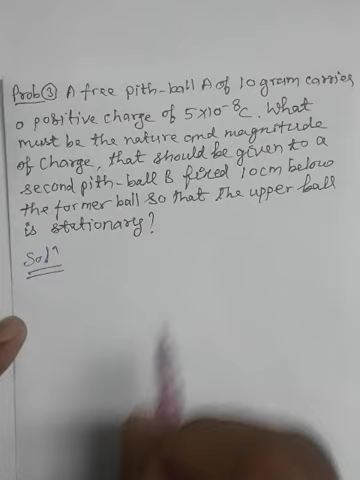 Prob③ A free pith-ball A of 10 gram carries
a positive charge of 5×10⁻⁸C. What
must be the nature and magnitude
of Charge, that should be given to a
second pith-ball B fixed 10cm below
the former ball so that the upper ball
is stationary?
Solⁿ